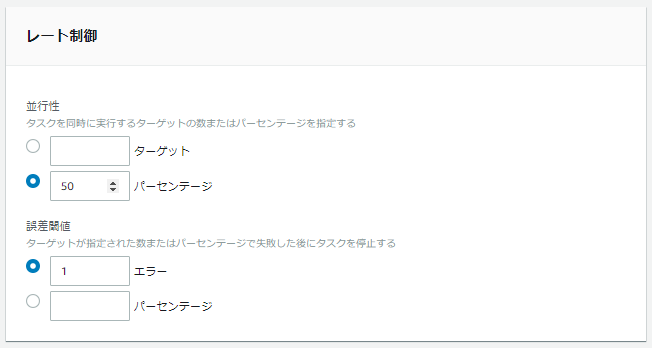 レート制御
並行性
タスクを同時に実行するターゲットの数またはパーセンテージを指定する
ターゲット
50 パーセンテージ
誤差閾値
ターゲットが指定された数またはパーセンテージで失敗した後にタスクを停止する
1 エラー
パーセンテージ